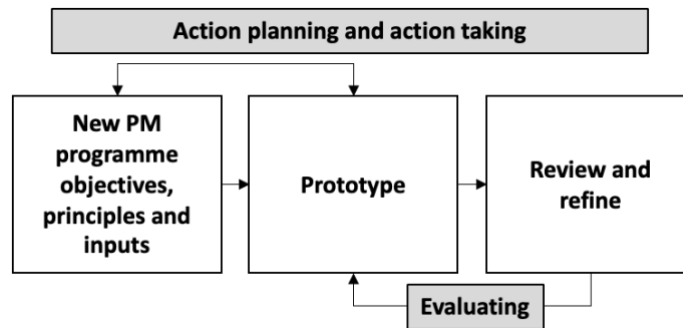 Action planning and action taking
New PM
programme
objectives,
principles and
inputs
Prototype
Review and
refine
Evaluating